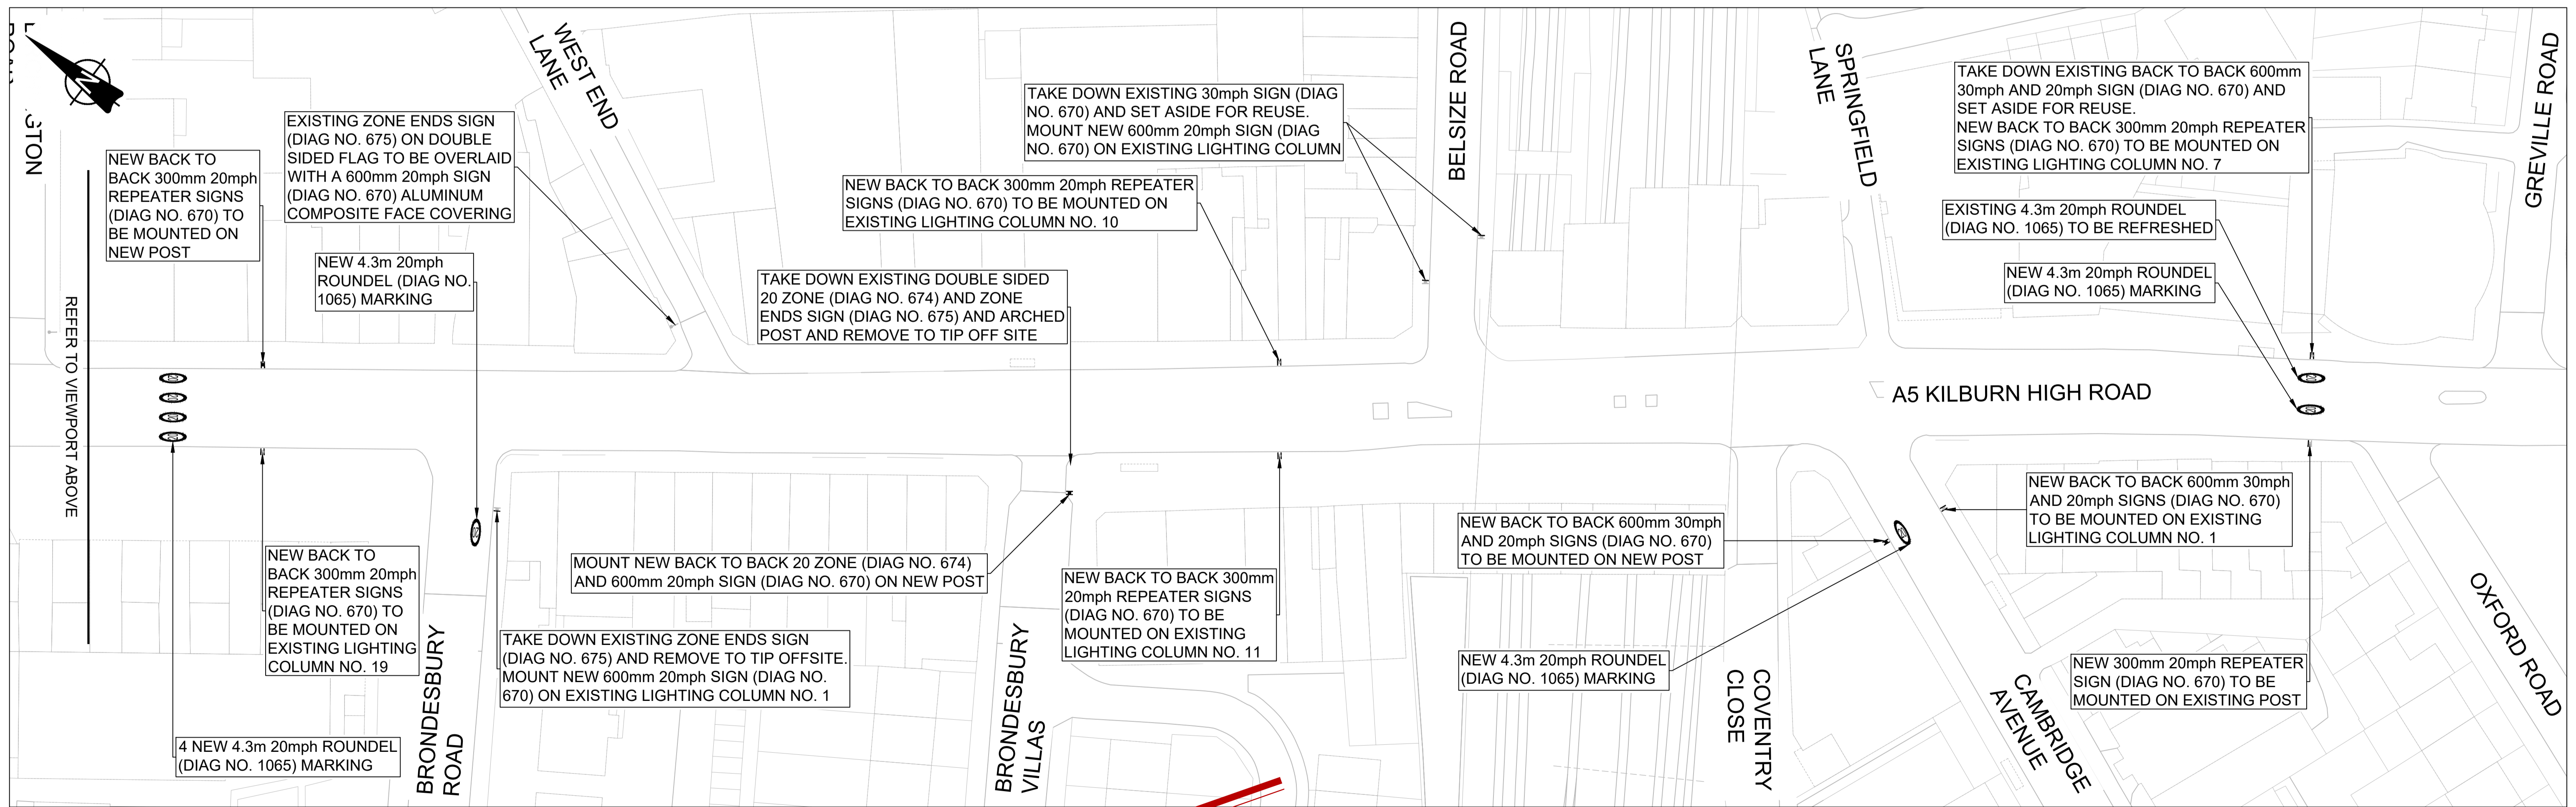 WEST END
LANE
BELSIZE ROAD
SPRINGFIELD
LANE
GREVILLE ROAD
N
EXISTING ZONE ENDS SIGN
(DIAG NO. 675) ON DOUBLE
SIDED FLAG TO BE OVERLAID
WITH A 600mm 20mph SIGN
(DIAG NO. 670) ALUMINUM
COMPOSITE FACE COVERING
TAKE DOWN EXISTING 30mph SIGN (DIAG
NO. 670) AND SET ASIDE FOR REUSE.
MOUNT NEW 600mm 20mph SIGN (DIAG
NO. 670) ON EXISTING LIGHTING COLUMN
TAKE DOWN EXISTING BACK TO BACK 600mm
30mph AND 20mph SIGN (DIAG NO. 670) AND
SET ASIDE FOR REUSE.
NEW BACK TO BACK 300mm 20mph REPEATER
SIGNS (DIAG NO. 670) TO BE MOUNTED ON
EXISTING LIGHTING COLUMN NO. 7
NEW BACK TO
BACK 300mm 20mph
REPEATER SIGNS
(DIAG NO. 670) TO
BE MOUNTED ON
NEW POST
NEW BACK TO BACK 300mm 20mph REPEATER
SIGNS (DIAG NO. 670) TO BE MOUNTED ON
EXISTING LIGHTING COLUMN NO. 10
EXISTING 4.3m 20mph ROUNDEL
(DIAG NO. 1065) TO BE REFRESHED
NEW 4.3m 20mph
ROUNDEL (DIAG NO.
1065) MARKING
TAKE DOWN EXISTING DOUBLE SIDED
20 ZONE (DIAG NO. 674) AND ZONE
ENDS SIGN (DIAG NO. 675) AND ARCHED
POST AND REMOVE TO TIP OFF SITE
NEW 4.3m 20mph ROUNDEL
(DIAG NO. 1065) MARKING
GTON
REFER TO VIEWPORT ABOVE
A5 KILBURN HIGH ROAD
NEW BACK TO
BACK 300mm 20mph
REPEATER SIGNS
(DIAG NO. 670) TO
BE MOUNTED ON
EXISTING LIGHTING
COLUMN NO. 19
MOUNT NEW BACK TO BACK 20 ZONE (DIAG NO. 674)
AND 600mm 20mph SIGN (DIAG NO. 670) ON NEW POST
NEW BACK TO BACK 300mm
20mph REPEATER SIGNS
(DIAG NO. 670) TO BE
MOUNTED ON EXISTING
LIGHTING COLUMN NO. 11
NEW BACK TO BACK 600mm 30mph
AND 20mph SIGNS (DIAG NO. 670)
TO BE MOUNTED ON NEW POST
NEW BACK TO BACK 600mm 30mph
AND 20mph SIGNS (DIAG NO. 670)
TO BE MOUNTED ON EXISTING
LIGHTING COLUMN NO. 1
TAKE DOWN EXISTING ZONE ENDS SIGN
(DIAG NO. 675) AND REMOVE TO TIP OFFSITE.
MOUNT NEW 600mm 20mph SIGN (DIAG NO.
670) ON EXISTING LIGHTING COLUMN NO. 1
NEW 4.3m 20mph ROUNDEL
(DIAG NO. 1065) MARKING
NEW 300mm 20mph REPEATER
SIGN (DIAG NO. 670) TO BE
MOUNTED ON EXISTING POST
4 NEW 4.3m 20mph ROUNDEL
(DIAG NO. 1065) MARKING
BRONDESBURY
ROAD
BRONDESBURY
VILLAS
COVENTRY
CLOSE
CAMBRIDGE
AVENUE
OXFORD ROAD